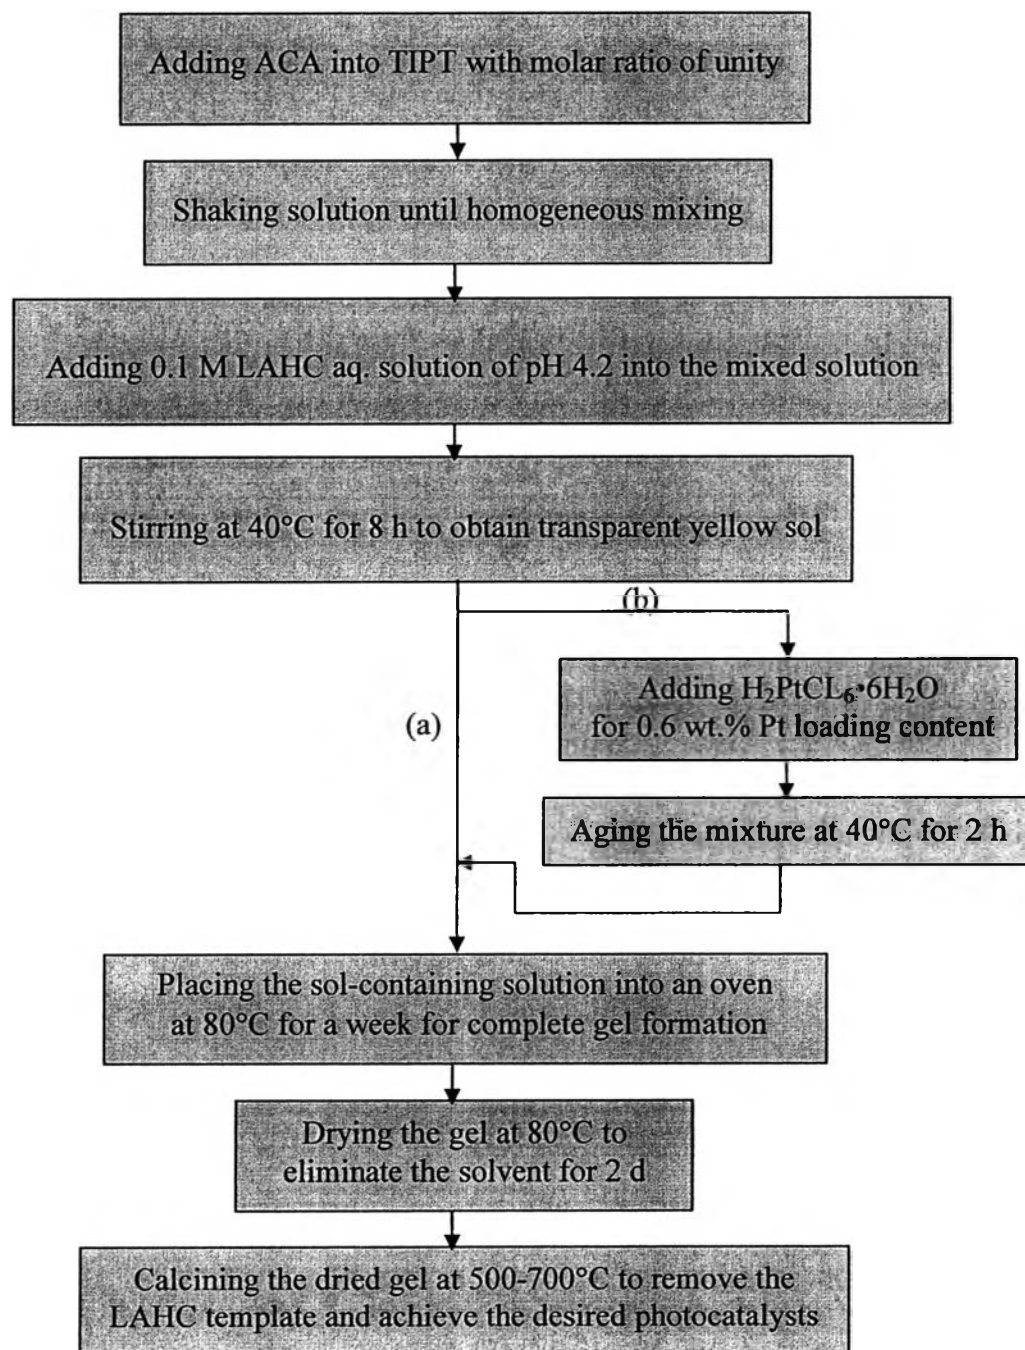 Adding ACA into TIPT with molar ratio of unity
Shaking solution until homogeneous mixing
Adding 0.1 M LAHC aq. solution of pH 4.2 into the mixed solution
Stirring at 40°C for 8 h to obtain transparent yellow sol
(b)
Adding H₂PtCL₆•6H₂O
for 0.6 wt.% Pt loading content
(a)
Aging the mixture at 40°C for 2 h
Placing the sol-containing solution into an oven
at 80°C for a week for complete gel formation
Drying the gel at 80°C to
eliminate the solvent for 2 d
Calcining the dried gel at 500-700°C to remove the
LAHC template and achieve the desired photocatalysts